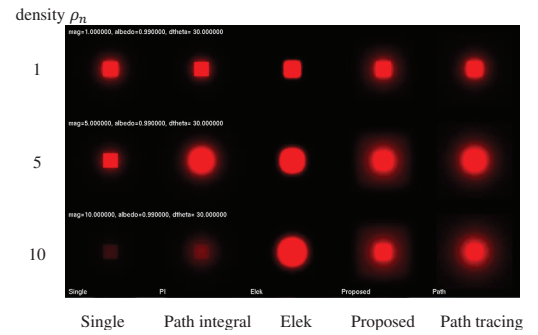 density ρn
mag=1.000000, albedo=0.990000, dtheta= 30.000000
1
mag=5.000000, albedo=0.990000, dtheta= 30.000000
5
mag=10.000000, albedo=0.990000, dtheta= 30.000000
10
Single PI Elek Proposed Path
Single Path integral Elek Proposed Path tracing